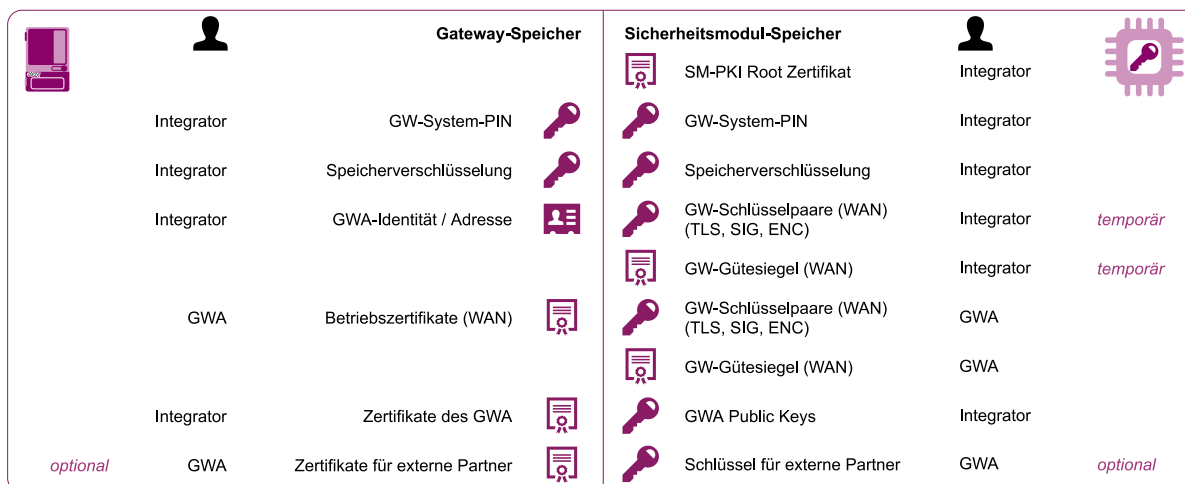 Gateway-Speicher Sicherheitsmodul-Speicher
SM-PKI Root Zertifikat Integrator
Integrator GW-System-PIN GW-System-PIN Integrator
Integrator Speicherverschlüsselung Speicherverschlüsselung Integrator
Integrator GWA-Identität / Adresse GW-Schlüsselpaare (WAN) Integrator temporär
(TLS, SIG, ENC)
GW-Gütesiegel (WAN) Integrator temporär
GWA Betriebszertifikate (WAN) GW-Schlüsselpaare (WAN) GWA
(TLS, SIG, ENC)
GW-Gütesiegel (WAN) GWA
Integrator Zertifikate des GWA GWA Public Keys Integrator
optional GWA Zertifikate für externe Partner Schlüssel für externe Partner GWA optional